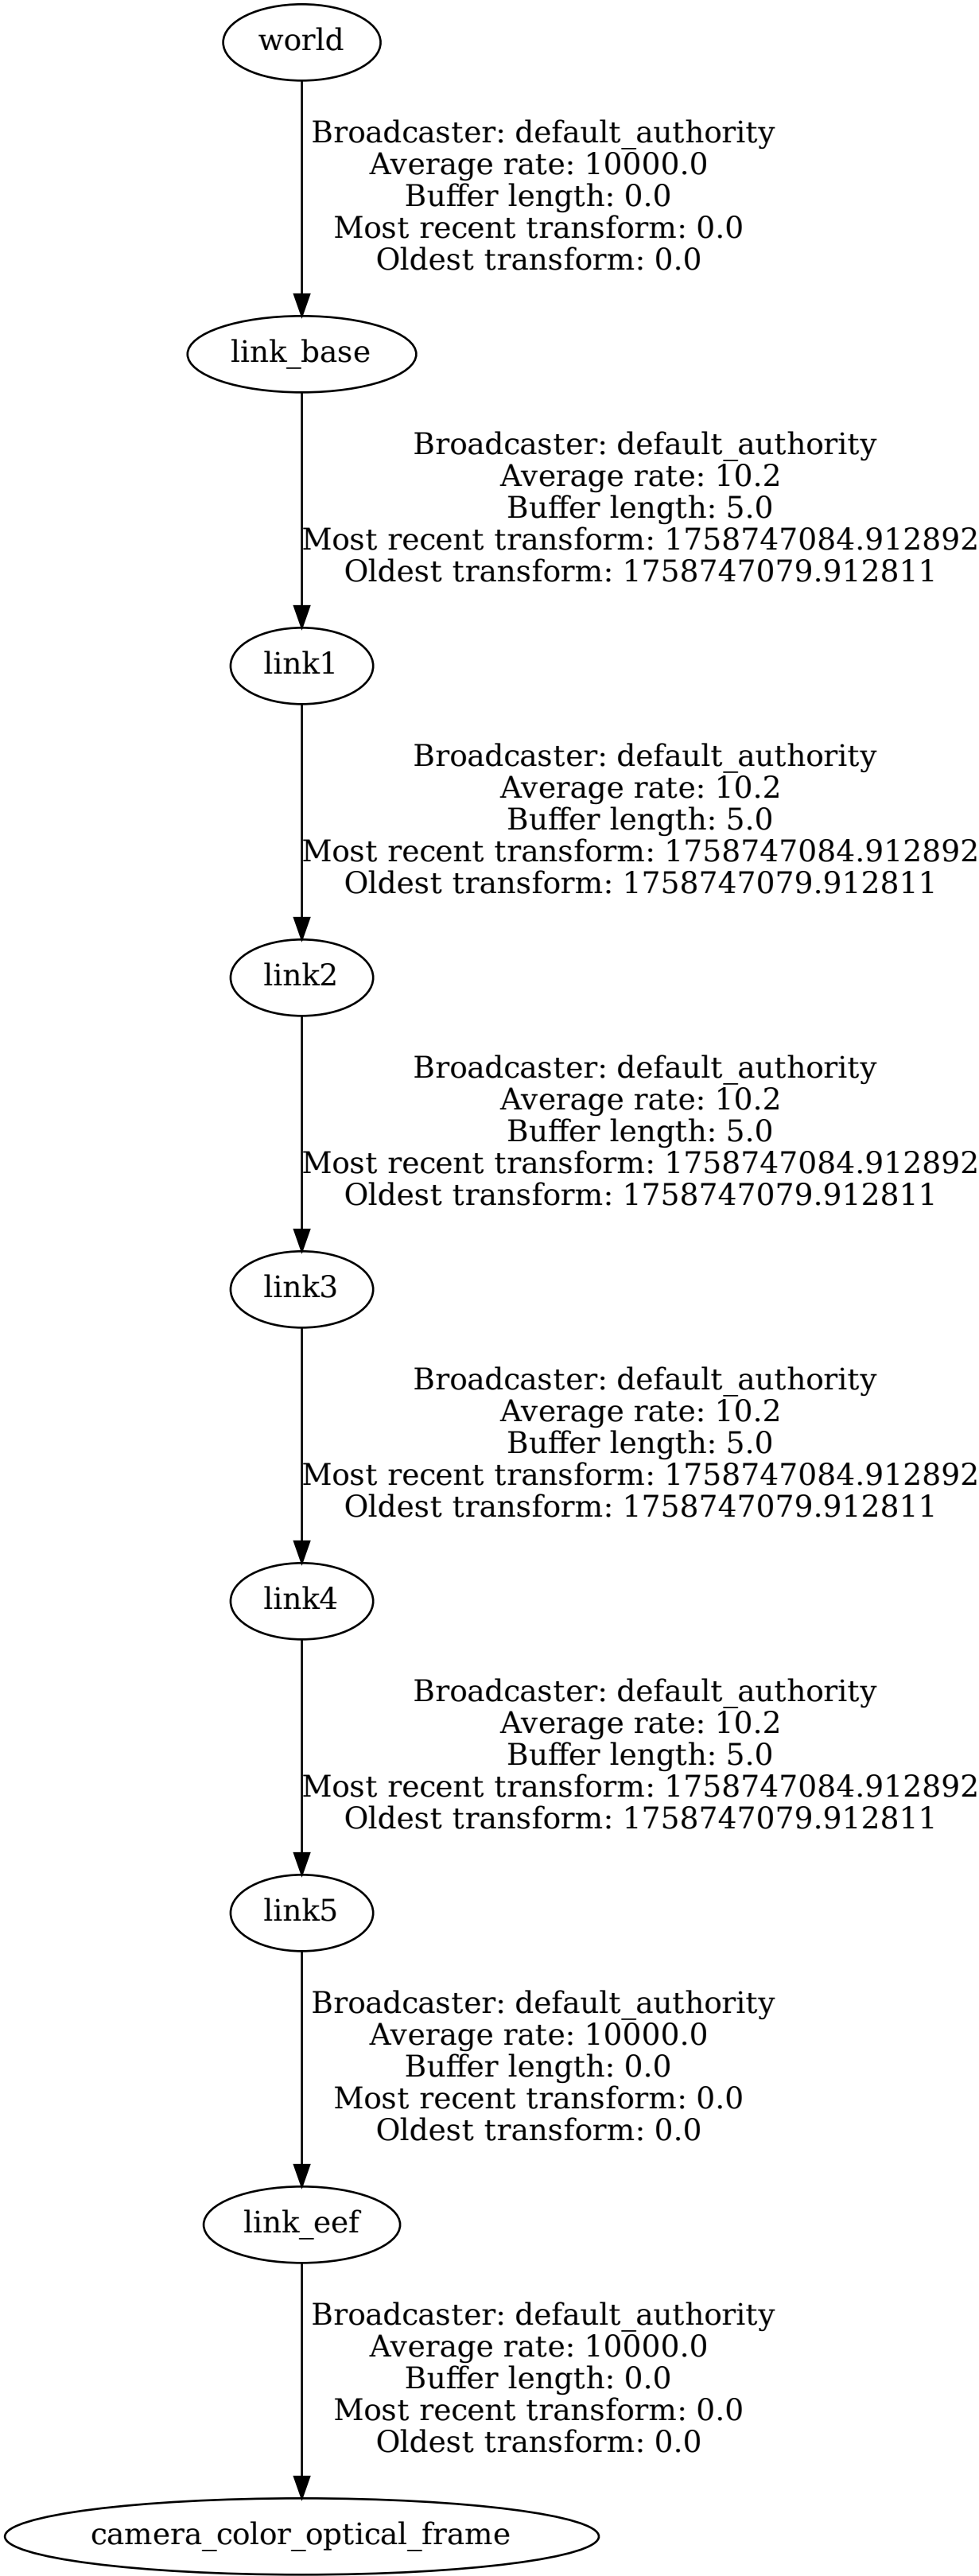 world
Broadcaster: default_authority
Average rate: 10000.0
Buffer length: 0.0
Most recent transform: 0.0
Oldest transform: 0.0
link_base
Broadcaster: default_authority
Average rate: 10.2
Buffer length: 5.0
Most recent transform: 1758747084.912892
Oldest transform: 1758747079.912811
link1
Broadcaster: default_authority
Average rate: 10.2
Buffer length: 5.0
Most recent transform: 1758747084.912892
Oldest transform: 1758747079.912811
link2
Broadcaster: default_authority
Average rate: 10.2
Buffer length: 5.0
Most recent transform: 1758747084.912892
Oldest transform: 1758747079.912811
link3
Broadcaster: default_authority
Average rate: 10.2
Buffer length: 5.0
Most recent transform: 1758747084.912892
Oldest transform: 1758747079.912811
link4
Broadcaster: default_authority
Average rate: 10.2
Buffer length: 5.0
Most recent transform: 1758747084.912892
Oldest transform: 1758747079.912811
link5
Broadcaster: default_authority
Average rate: 10000.0
Buffer length: 0.0
Most recent transform: 0.0
Oldest transform: 0.0
link_eef
Broadcaster: default_authority
Average rate: 10000.0
Buffer length: 0.0
Most recent transform: 0.0
Oldest transform: 0.0
camera_color_optical_frame